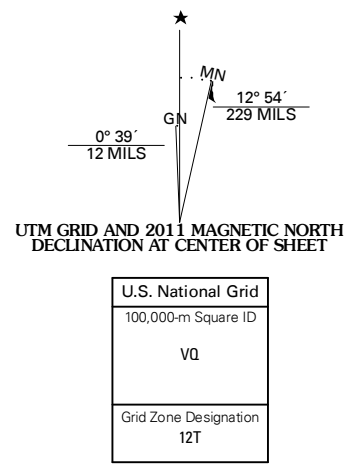 ★
MN
GN
12° 54´
229 MILS
0° 39´
12 MILS
UTM GRID AND 2011 MAGNETIC NORTH
DECLINATION AT CENTER OF SHEET
U.S. National Grid
100,000-m Square ID
VQ
Grid Zone Designation
12T